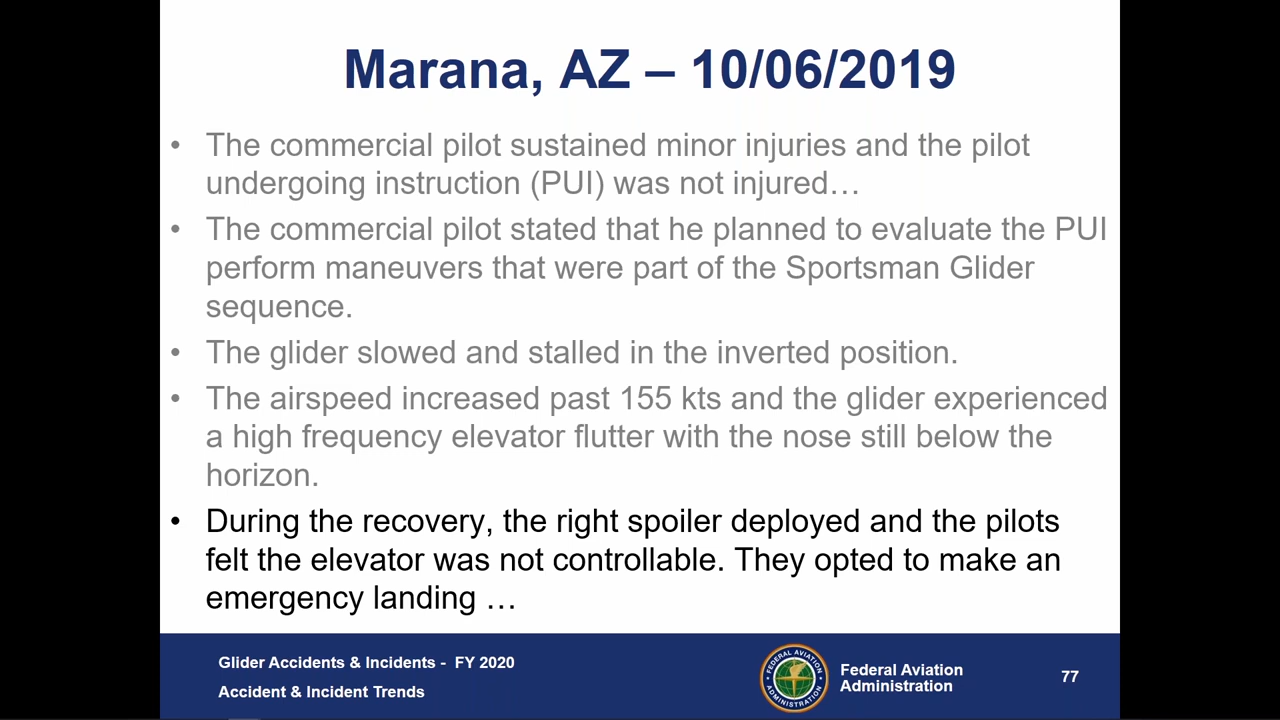 Marana, AZ – 10/06/2019
• The commercial pilot sustained minor injuries and the pilot
undergoing instruction (PUI) was not injured…
• The commercial pilot stated that he planned to evaluate the PUI
perform maneuvers that were part of the Sportsman Glider
sequence.
• The glider slowed and stalled in the inverted position.
• The airspeed increased past 155 kts and the glider experienced
a high frequency elevator flutter with the nose still below the
horizon.
• During the recovery, the right spoiler deployed and the pilots
felt the elevator was not controllable. They opted to make an
emergency landing …
Glider Accidents & Incidents - FY 2020
Accident & Incident Trends
FEDERAL AVIATION
ADMINISTRATION
Federal Aviation
Administration
77